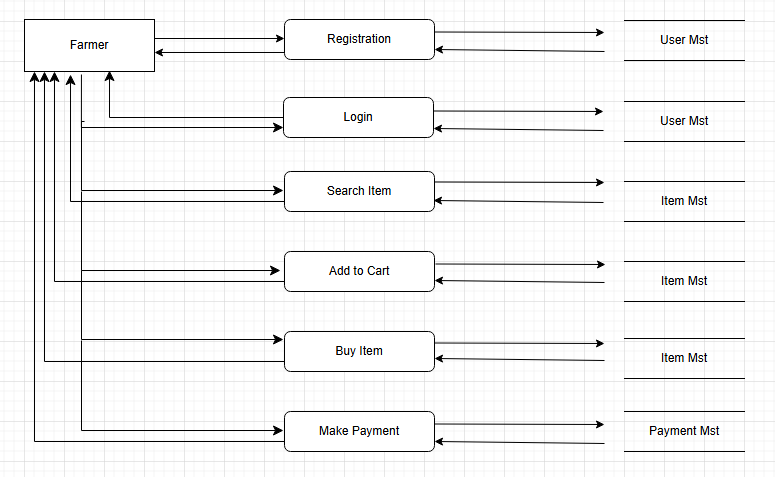 Farmer
Registration
User Mst
Login
User Mst
Search Item
Item Mst
Add to Cart
Item Mst
Buy Item
Item Mst
Make Payment
Payment Mst